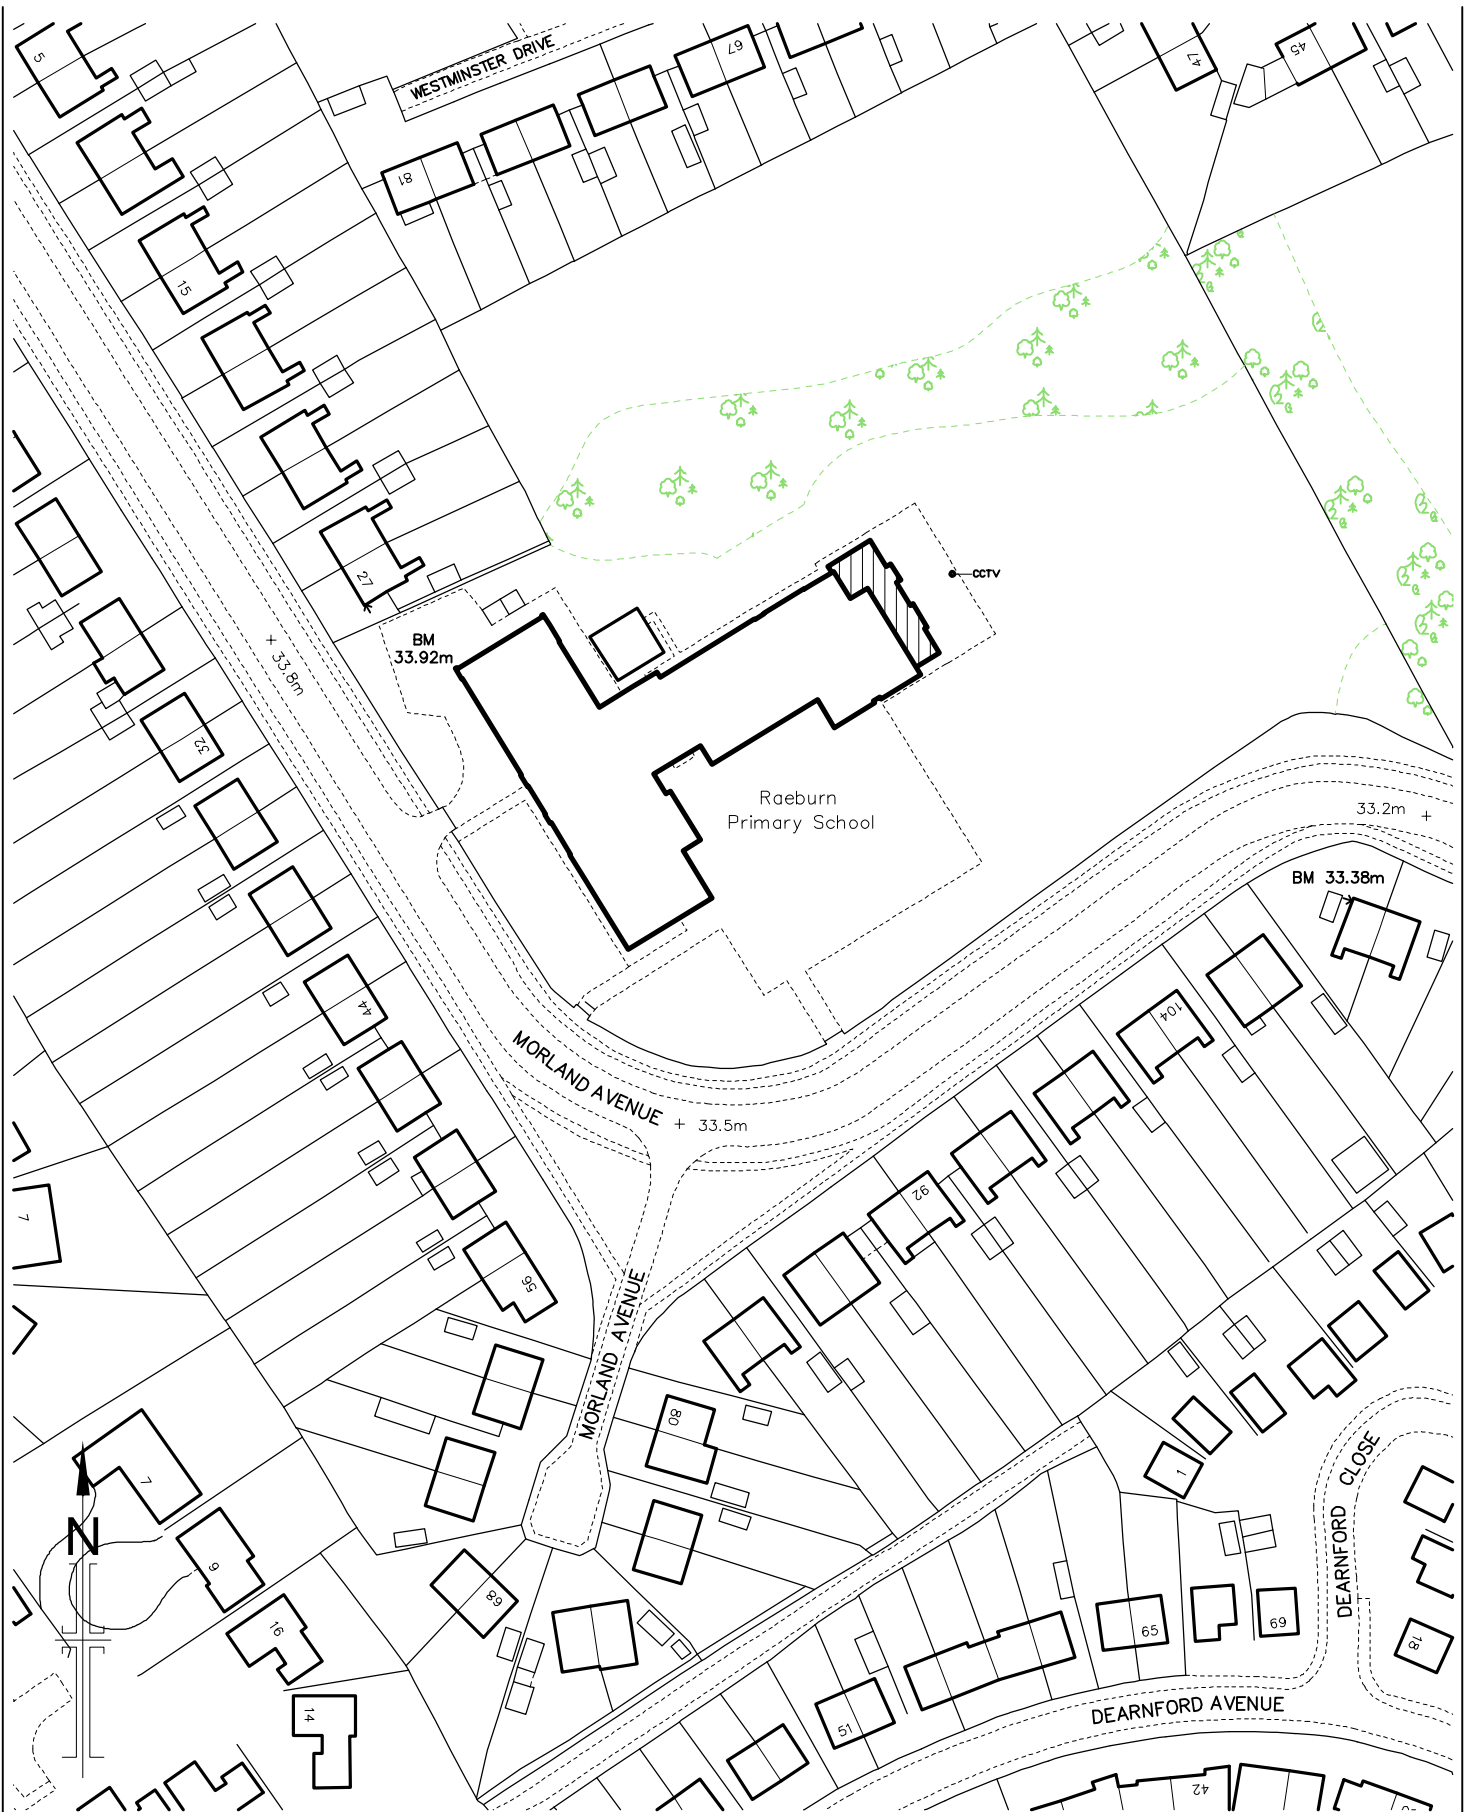 WESTMINSTER DRIVE
5
67
47
45
81
15
27
CCTV
BM
33.92m
+ 33.8m
32
Raeburn
Primary School
33.2m +
BM 33.38m
44
104
MORLAND AVENUE
+ 33.5m
92
7
56
MORLAND AVENUE
80
7
1
DEARNFORD CLOSE
N
9
89
16
65
69
18
14
51
DEARNFORD AVENUE
42